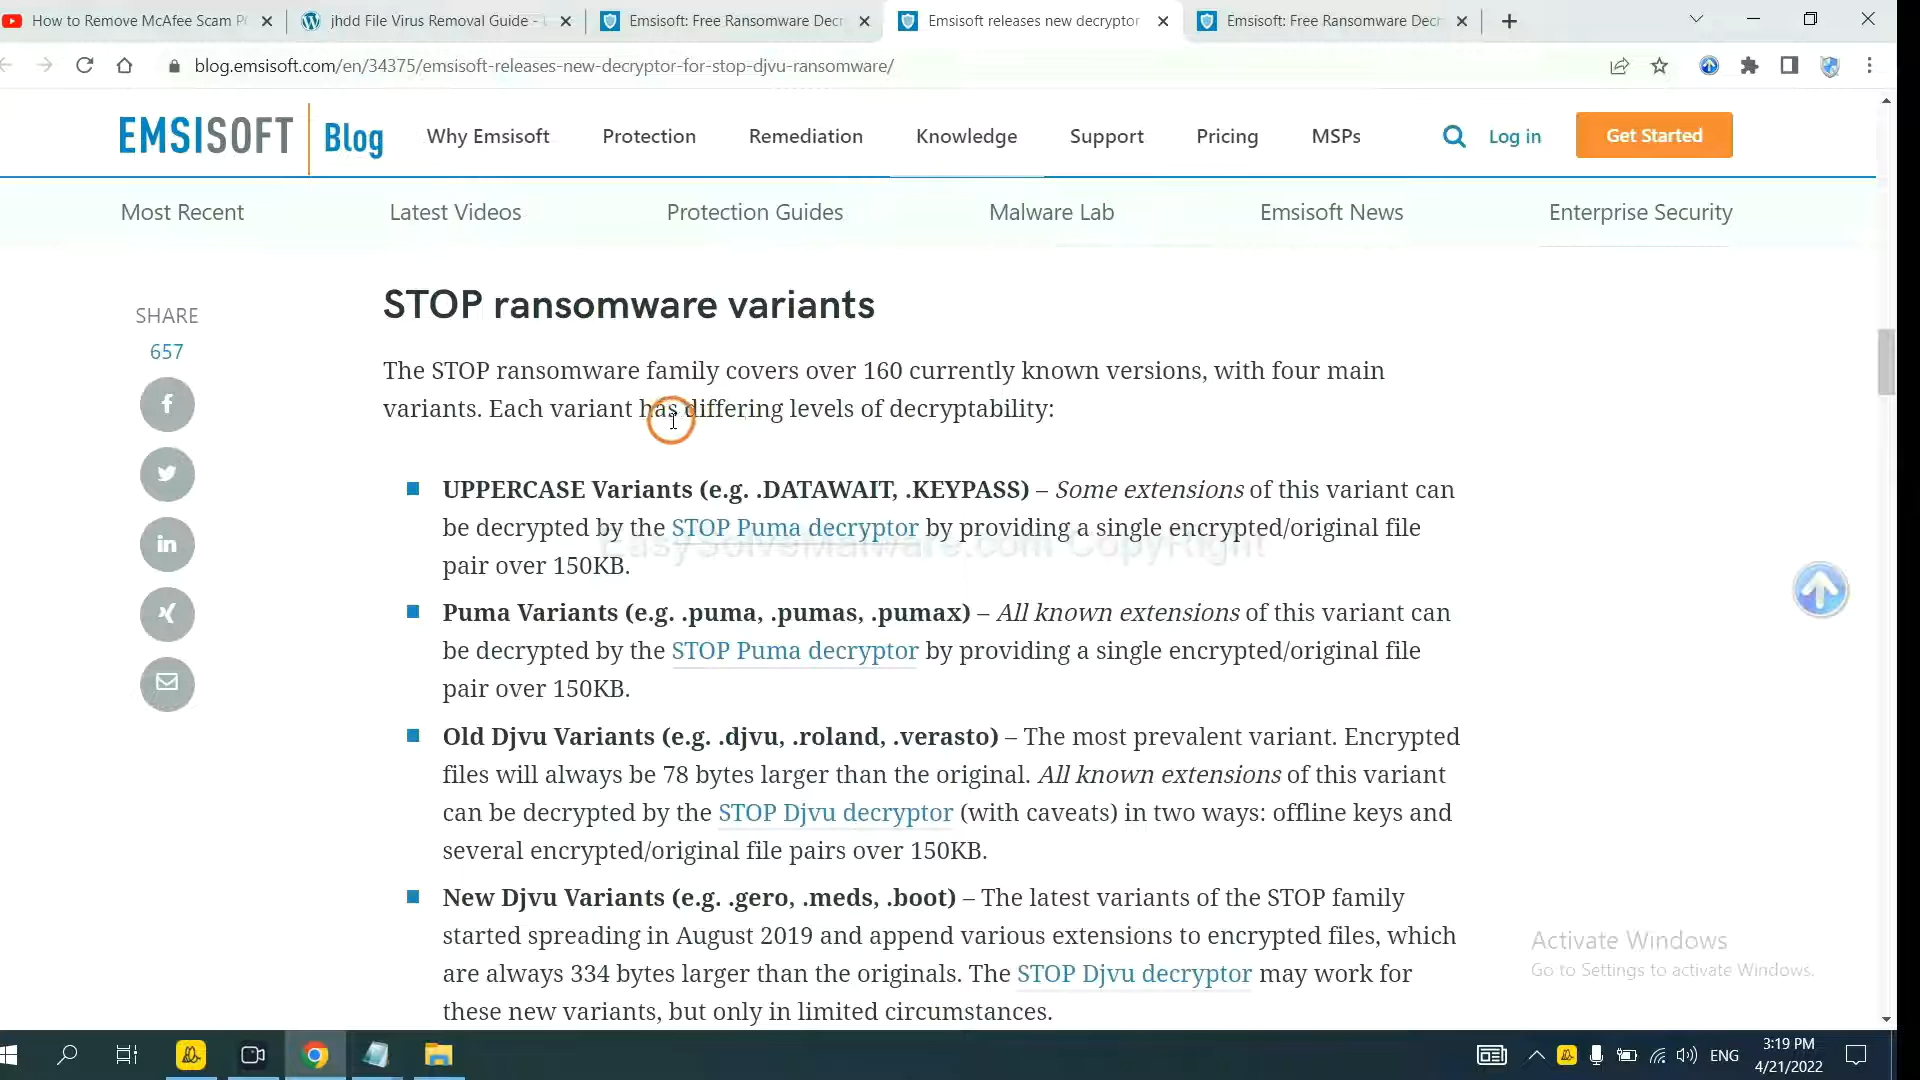 How to Remove McAfee Scam P
jhdd File Virus Removal Guide -
Emsisoft: Free Ransomware Decr
Emsisoft releases new decryptor
Emsisoft: Free Ransomware Decr
blog.emsisoft.com/en/34375/emsisoft-releases-new-decryptor-for-stop-djvu-ransomware/
EMSISOFT Blog Why Emsisoft Protection Remediation Knowledge Support Pricing MSPs Log in Get Started
Most Recent Latest Videos Protection Guides Malware Lab Emsisoft News Enterprise Security
SHARE
657
STOP ransomware variants
The STOP ransomware family covers over 160 currently known versions, with four main
variants. Each variant has differing levels of decryptability:
UPPERCASE Variants (e.g. .DATAWAIT, .KEYPASS) – Some extensions of this variant can
be decrypted by the STOP Puma decryptor by providing a single encrypted/original file
EasySolveMalware.com CopyRight
pair over 150KB.
Puma Variants (e.g. .puma, .pumas, .pumax) – All known extensions of this variant can
be decrypted by the STOP Puma decryptor by providing a single encrypted/original file
pair over 150KB.
Old Djvu Variants (e.g. .djvu, .roland, .verasto) – The most prevalent variant. Encrypted
files will always be 78 bytes larger than the original. All known extensions of this variant
can be decrypted by the STOP Djvu decryptor (with caveats) in two ways: offline keys and
several encrypted/original file pairs over 150KB.
New Djvu Variants (e.g. .gero, .meds, .boot) – The latest variants of the STOP family
started spreading in August 2019 and append various extensions to encrypted files, which
are always 334 bytes larger than the originals. The STOP Djvu decryptor may work for
these new variants, but only in limited circumstances.
Activate Windows
Go to Settings to activate Windows.
ENG
3:19 PM
4/21/2022